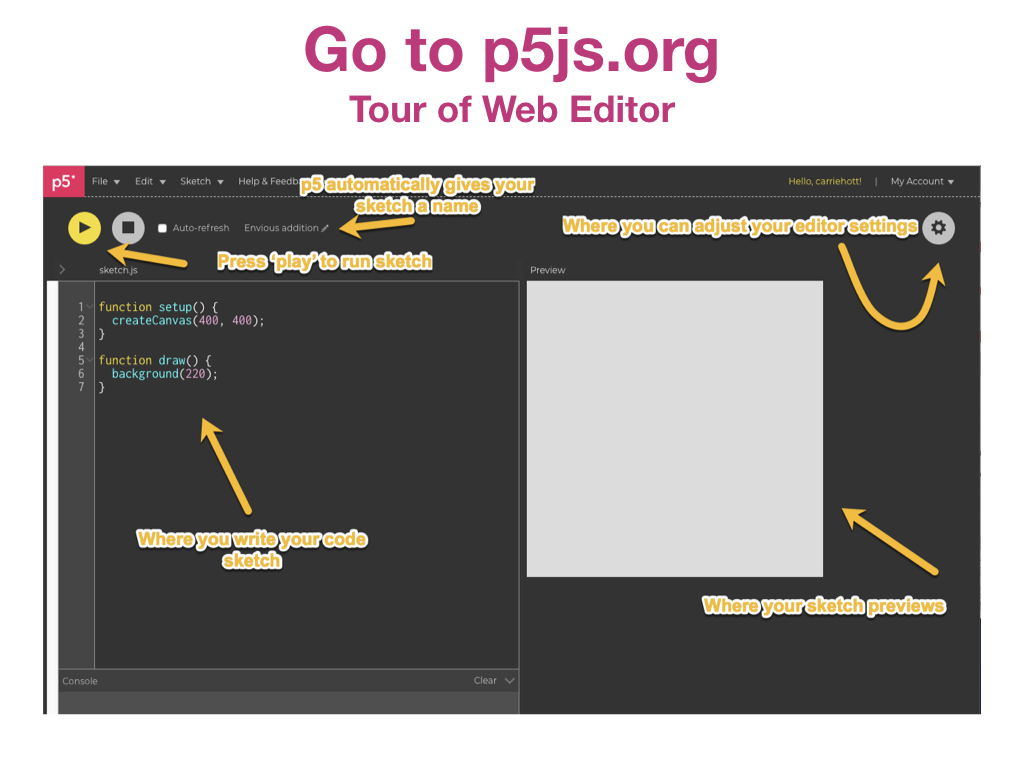 Go to p5js.org
Tour of Web Editor
p5*
File
Edit
Sketch
Help & Feedb
p5 automatically gives your
sketch a name
Hello, carriehott!
|
My Account
Auto-refresh
Envious addition
Where you can adjust your editor settings
Press ‘play’ to run sketch
sketch.js
Preview
1 function setup() {
2 createCanvas(400, 400);
3 }
4
5 function draw() {
6 background(220);
7 }
Where you write your code
sketch
Where your sketch previews
Console
Clear